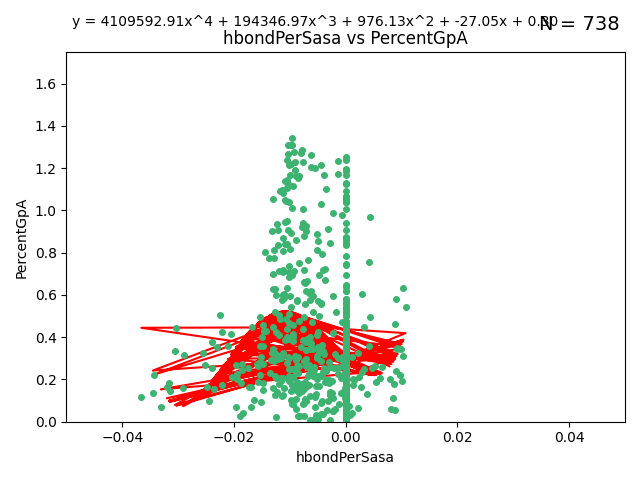 y = 4109592.91x^4 + 194346.97x^3 + 976.13x^2 + -27.05x + 
N = 738
hbondPerSasa vs PercentGpA
PercentGpA
1.6
1.4
1.2
1.0
0.8
0.6
0.4
0.2
0.0
−0.04 −0.02 0.00 0.02 0.04
hbondPerSasa